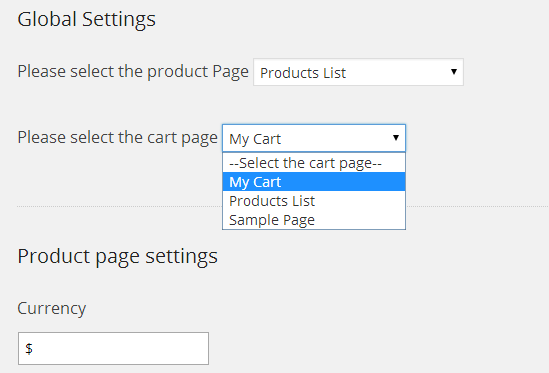 Global Settings
Please select the product Page Products List
Please select the cart page My Cart
--Select the cart page--
My Cart
Products List
Sample Page
Product page settings
Currency
$